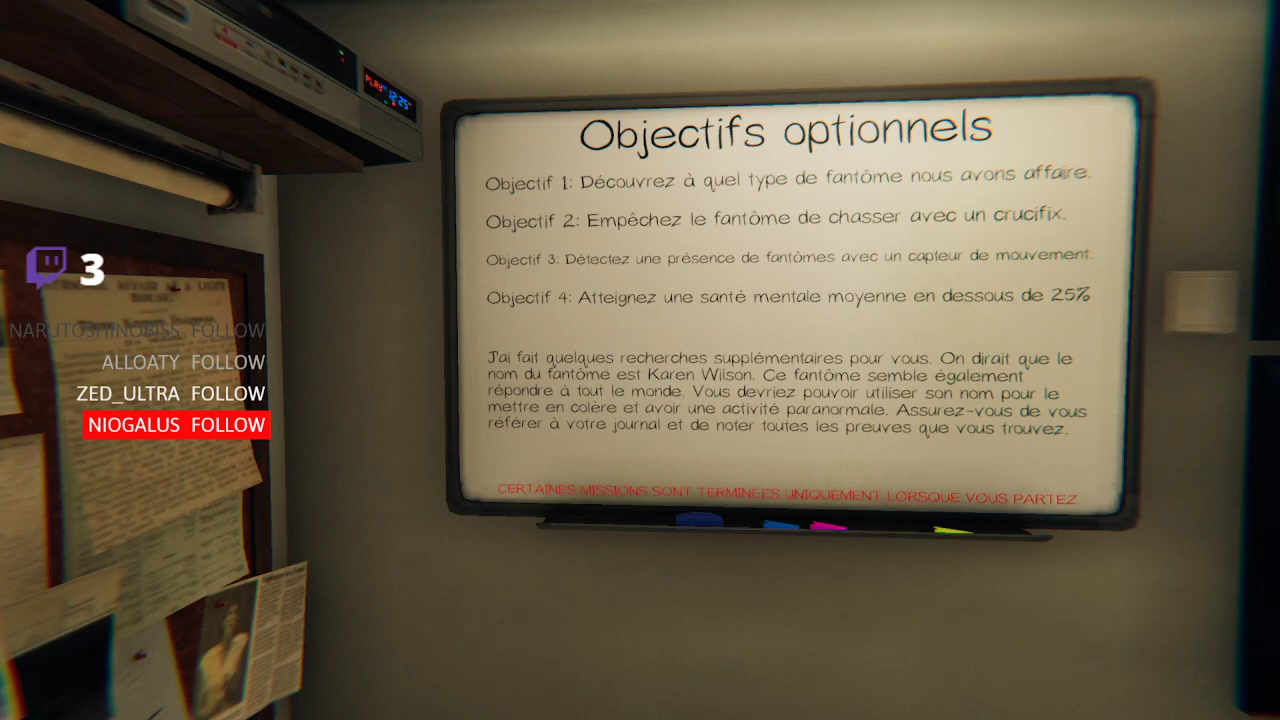 Objectifs optionnels
Objectif 1: Découvrez à quel type de fantôme nous avons affaire.
Objectif 2: Empêchez le fantôme de chasser avec un crucifix.
Objectif 3: Détectez une présence de fantômes avec un capteur de mouvement.
Objectif 4: Atteignez une santé mentale moyenne en dessous de 25%
J'ai fait quelques recherches supplémentaires pour vous. On dirait que le
nom du fantôme est Karen Wilson. Ce fantôme semble également
répondre à tout le monde. Vous devriez pouvoir utiliser son nom pour le
mettre en colère et avoir une activité paranormale. Assurez-vous de vous
référer à votre journal et de noter toutes les preuves que vous trouvez.
CERTAINES MISSIONS SONT TERMINEES UNIQUEMENT LORSQUE VOUS PARTEZ
PLAY 12:25
3
NARUTOSHINOBISS FOLLOW
ALLOATY FOLLOW
ZED_ULTRA FOLLOW
NIOGALUS FOLLOW